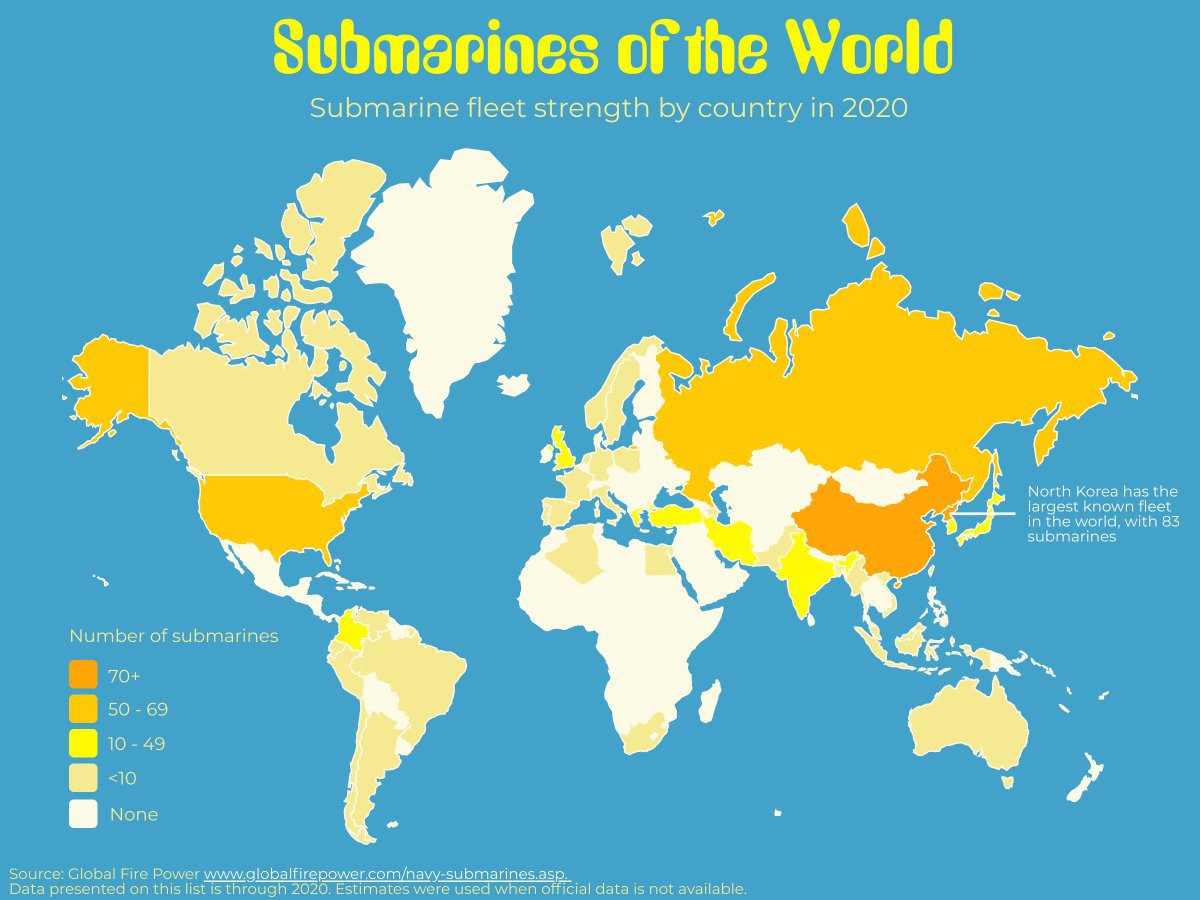 Submarines of the World
Submarine fleet strength by country in 2020
North Korea has the
largest known fleet
in the world, with 83
submarines
Number of submarines
70+
50 - 69
10 - 49
<10
None
Source: Global Fire Power www.globalfirepower.com/navy-submarines.asp.
Data presented on this list is through 2020. Estimates were used when official data is not available.